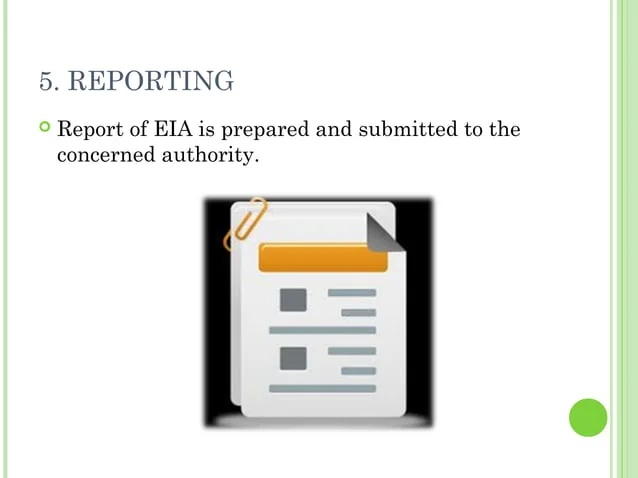 5. REPORTING
Report of EIA is prepared and submitted to the
concerned authority.